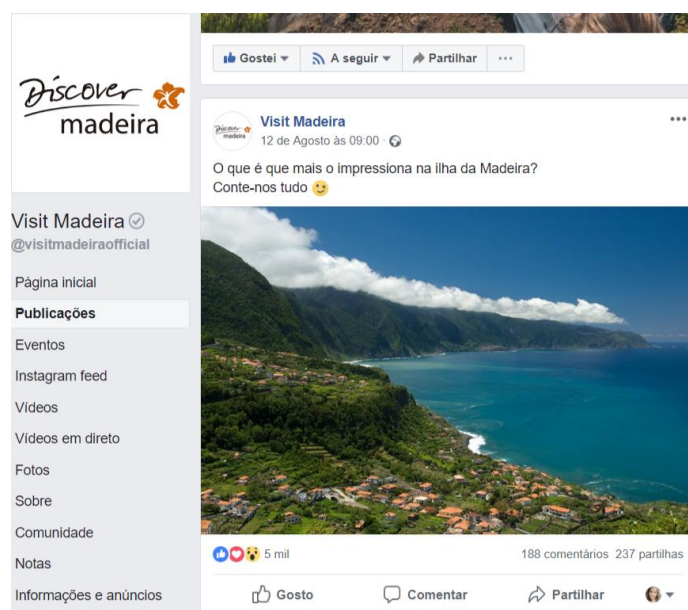 Discover
madeira
Visit Madeira
@visitmadeiraofficial
Página inicial
Publicações
Eventos
Instagram feed
Vídeos
Vídeos em direto
Fotos
Sobre
Comunidade
Notas
Informações e anúncios
Gostei
A seguir
Partilhar
Discover
madeira
Visit Madeira
12 de Agosto às 09:00 ·
O que é que mais o impressiona na ilha da Madeira?
Conte-nos tudo 😉
5 mil
188 comentários 237 partilhas
Gosto
Comentar
Partilhar